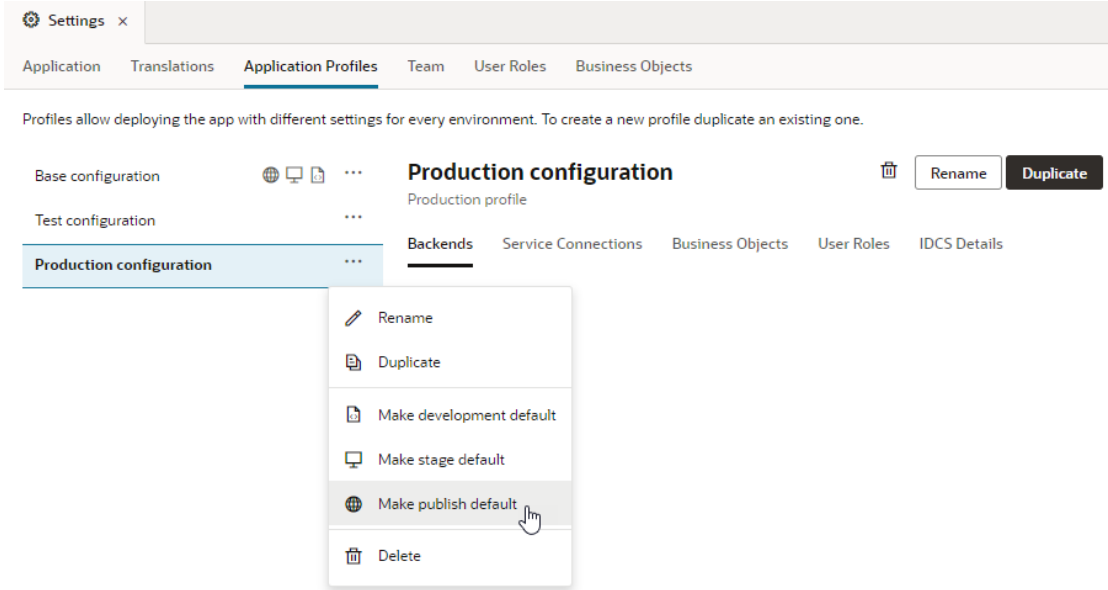 Settings ×
Application Translations Application Profiles Team User Roles Business Objects
Profiles allow deploying the app with different settings for every environment. To create a new profile duplicate an existing one.
Base configuration ...
Test configuration ...
Production configuration ...
Production configuration
Production profile
Rename Duplicate
Backends Service Connections Business Objects User Roles IDCS Details
Rename
Duplicate
Make development default
Make stage default
Make publish default
Delete